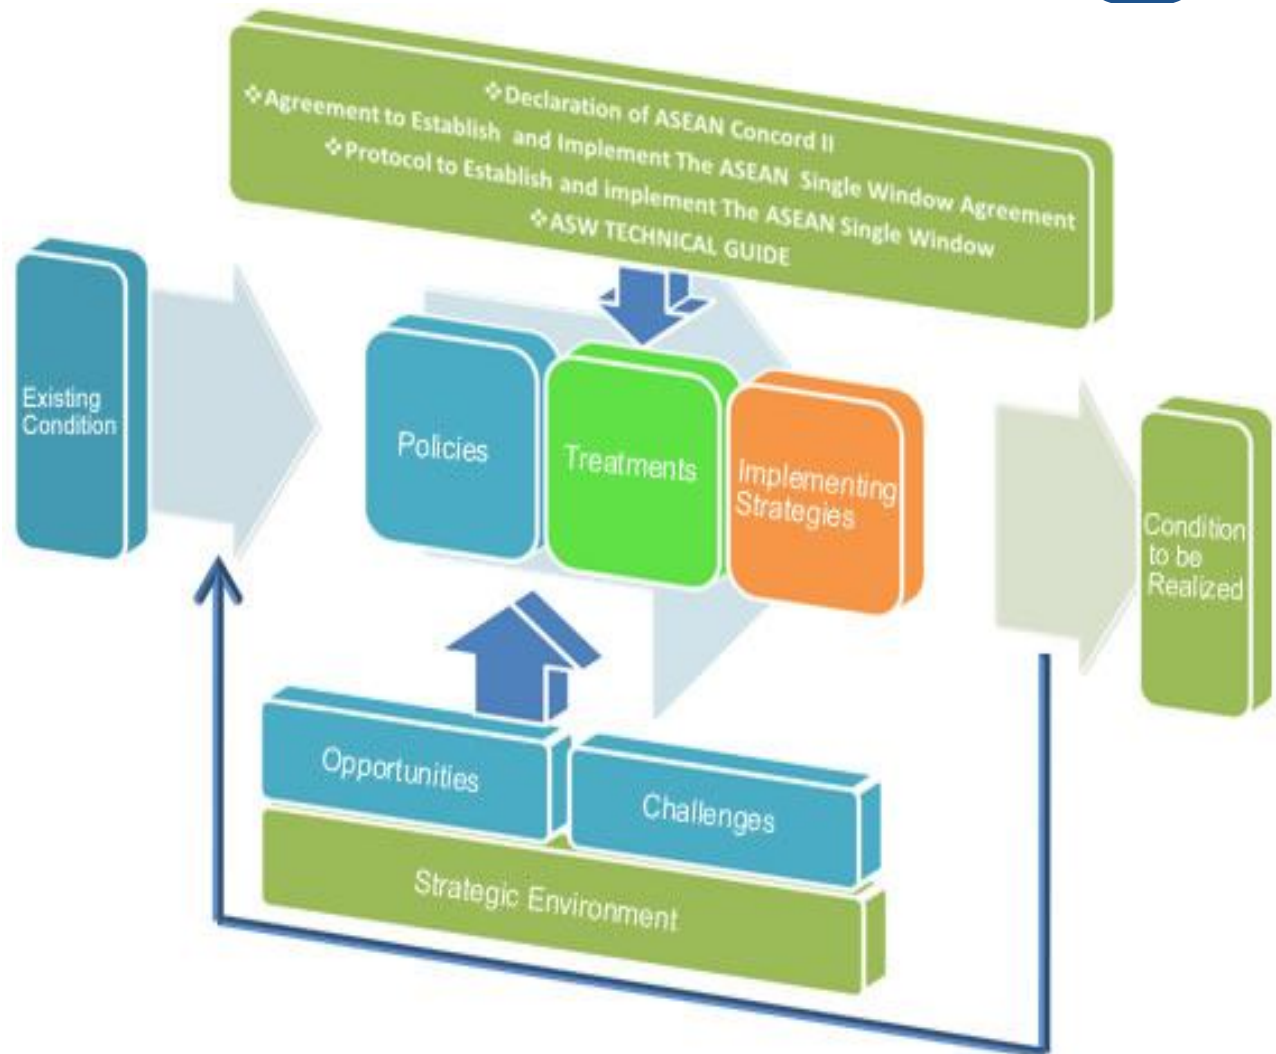 ❖Declaration of ASEAN Concord II
❖Agreement to Establish and Implement The ASEAN Single Window Agreement
❖Protocol to Establish and implement The ASEAN Single Window
❖ASW TECHNICAL GUIDE
Existing
Condition
Policies
Treatments
Implementing
Strategies
Condition
to be
Realized
Opportunities
Challenges
Strategic Environment